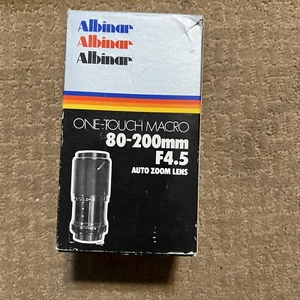 Albinar
Albinar
Albinar
ONE-TOUCH MACRO
80-200mm
F4.5
AUTO ZOOM LENS